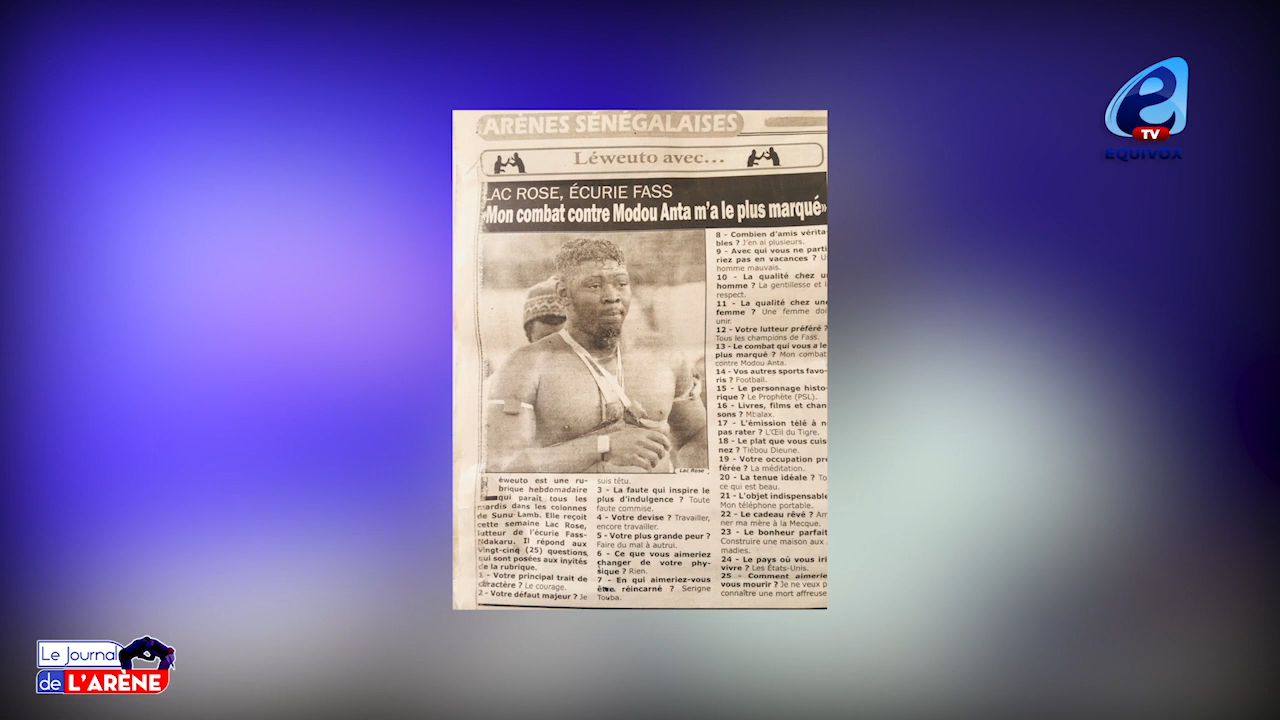 ARÈNES SÉNÉGALAISES
Léweuto avec...
LAC ROSE, ÉCURIE FASS
«Mon combat contre Modou Anta m'a le plus marqué»
Lac Rose
Léweuto est une ru-
brique hebdomadaire
qui paraît tous les
mardis dans les colonnes
de Sunu Lamb. Elle reçoit
cette semaine Lac Rose,
lutteur de l'écurie Fass-
Ndakaru. Il répond aux
vingt-cinq (25) questions
qui sont posées aux invités
de la rubrique.
1 - Votre principal trait de
caractère ? Le courage.
2 - Votre défaut majeur ? Je
suis têtu.
3 - La faute qui inspire le
plus d'indulgence ? Toute
faute commise.
4 - Votre devise ? Travailler,
encore travailler.
5 - Votre plus grande peur ?
Faire du mal à autrui.
6 - Ce que vous aimeriez
changer de votre phy-
sique ? Rien.
7 - En qui aimeriez-vous
être réincarné ? Serigne
Touba.
8 - Combien d'amis vérita-
bles ? J'en ai plusieurs.
9 - Avec qui vous ne parti
riez pas en vacances ? U
homme mauvais.
10 - La qualité chez u
homme ? La gentillesse et l
respect.
11 - La qualité chez une
femme ? Une femme doi
unir.
12 - Votre lutteur préféré ?
Tous les champions de Fass.
13 - Le combat qui vous a le
plus marqué ? Mon combat
contre Modou Anta.
14 - Vos autres sports favo-
ris ? Football.
15 - Le personnage histo-
rique ? Le Prophète (PSL).
16 - Livres, films et chan
sons ? Mbalax.
17 - L'émission télé à n
pas rater ? L'Œil du Tigre.
18 - Le plat que vous cuis
nez ? Tiébou Dieune.
19 - Votre occupation pré
férée ? La méditation.
20 - La tenue idéale ? To
ce qui est beau.
21 - L'objet indispensable
Mon téléphone portable.
22 - Le cadeau rêvé ? Am
ner ma mère à la Mecque.
23 - Le bonheur parfait
Construire une maison aux
madies.
24 - Le pays où vous iri
vivre ? Les États-Unis.
25 - Comment aimerie
vous mourir ? Je ne veux p
connaître une mort affreuse
e
TV
EQUIVOX
Le Journal
de L'ARÈNE